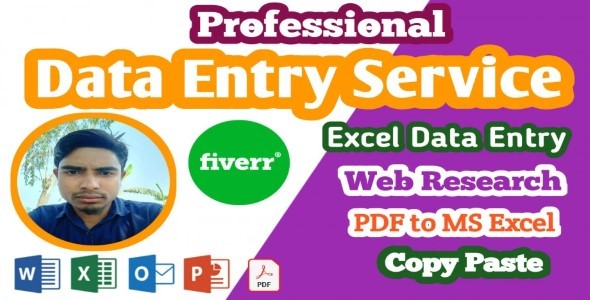 Professional
Data Entry Service
fiverr®
Excel Data Entry
Web Research
PDF to MS Excel
Copy Paste
W X O P PDF